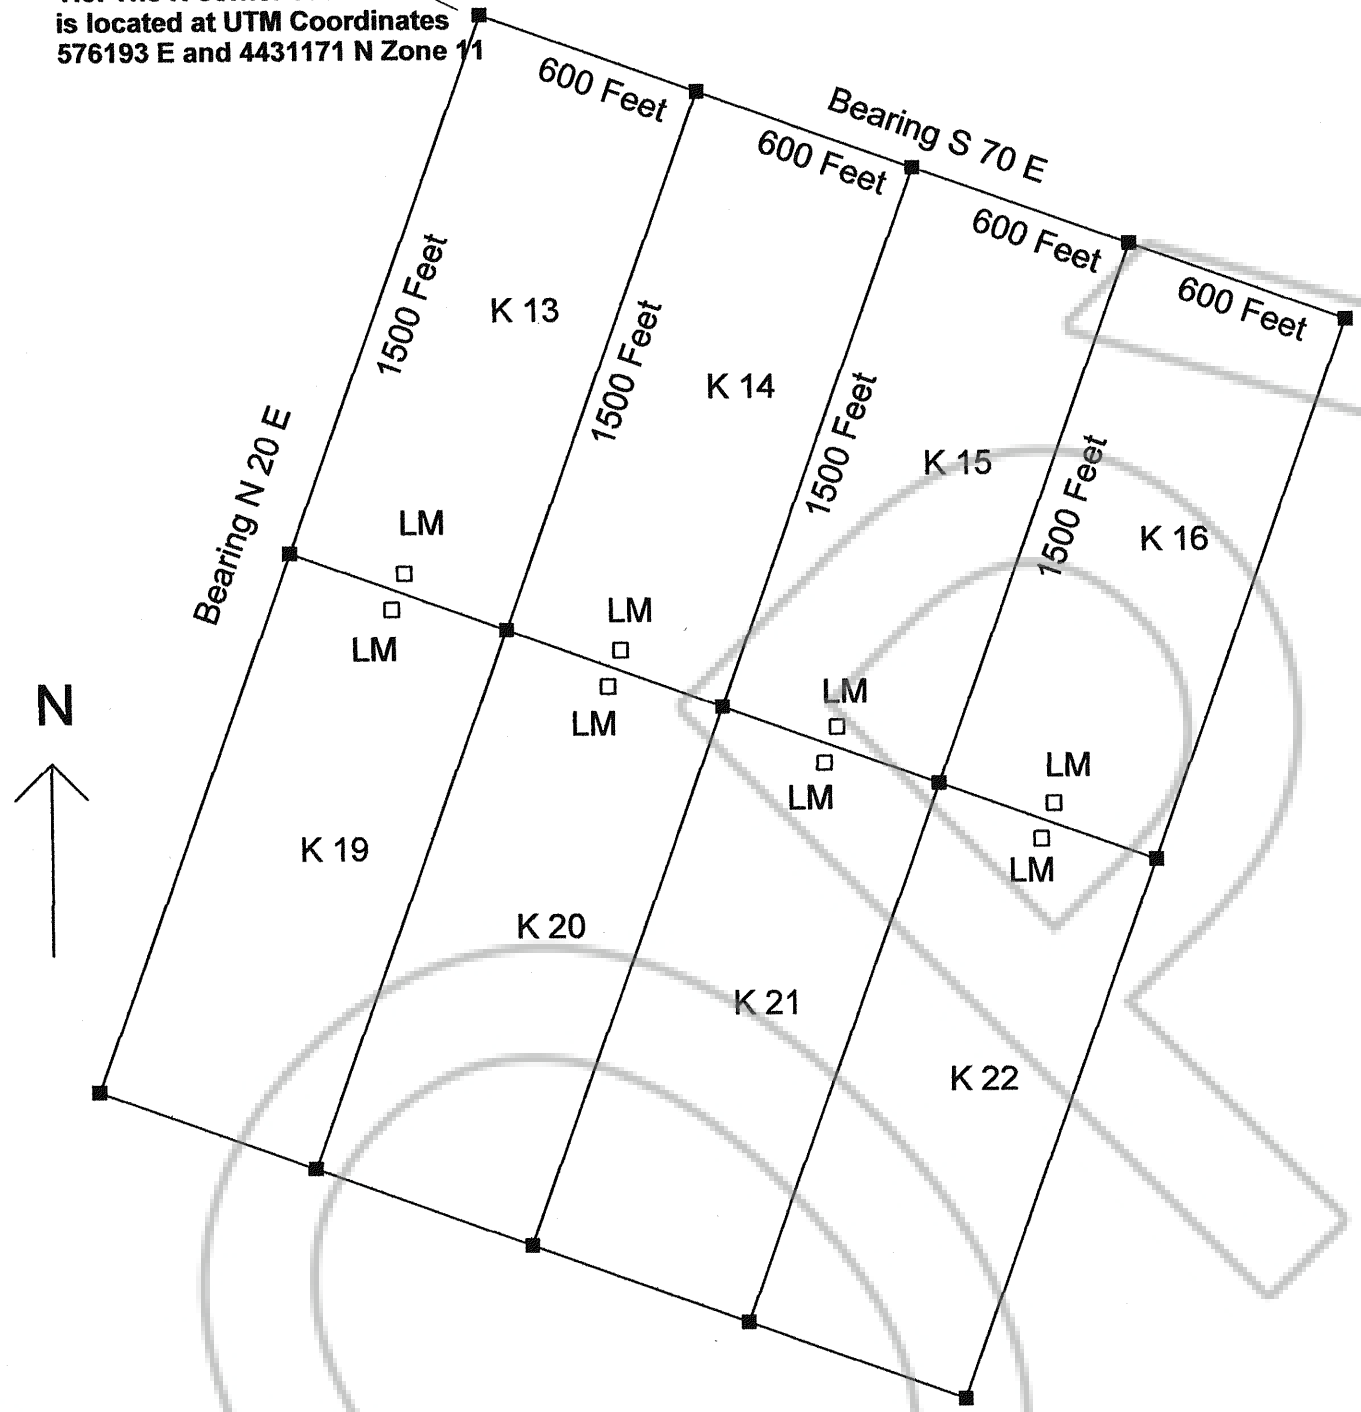 is located at UTM Coordinates
576193 E and 4431171 N Zone 11
600 Feet
Bearing S 70 E
600 Feet
600 Feet
600 Feet
1500 Feet
K 13
1500 Feet
K 14
1500 Feet
K 15
1500 Feet
K 16
Bearing N 20 E
LM
LM
LM
LM
LM
LM
LM
LM
N
K 19
K 20
K 21
K 22